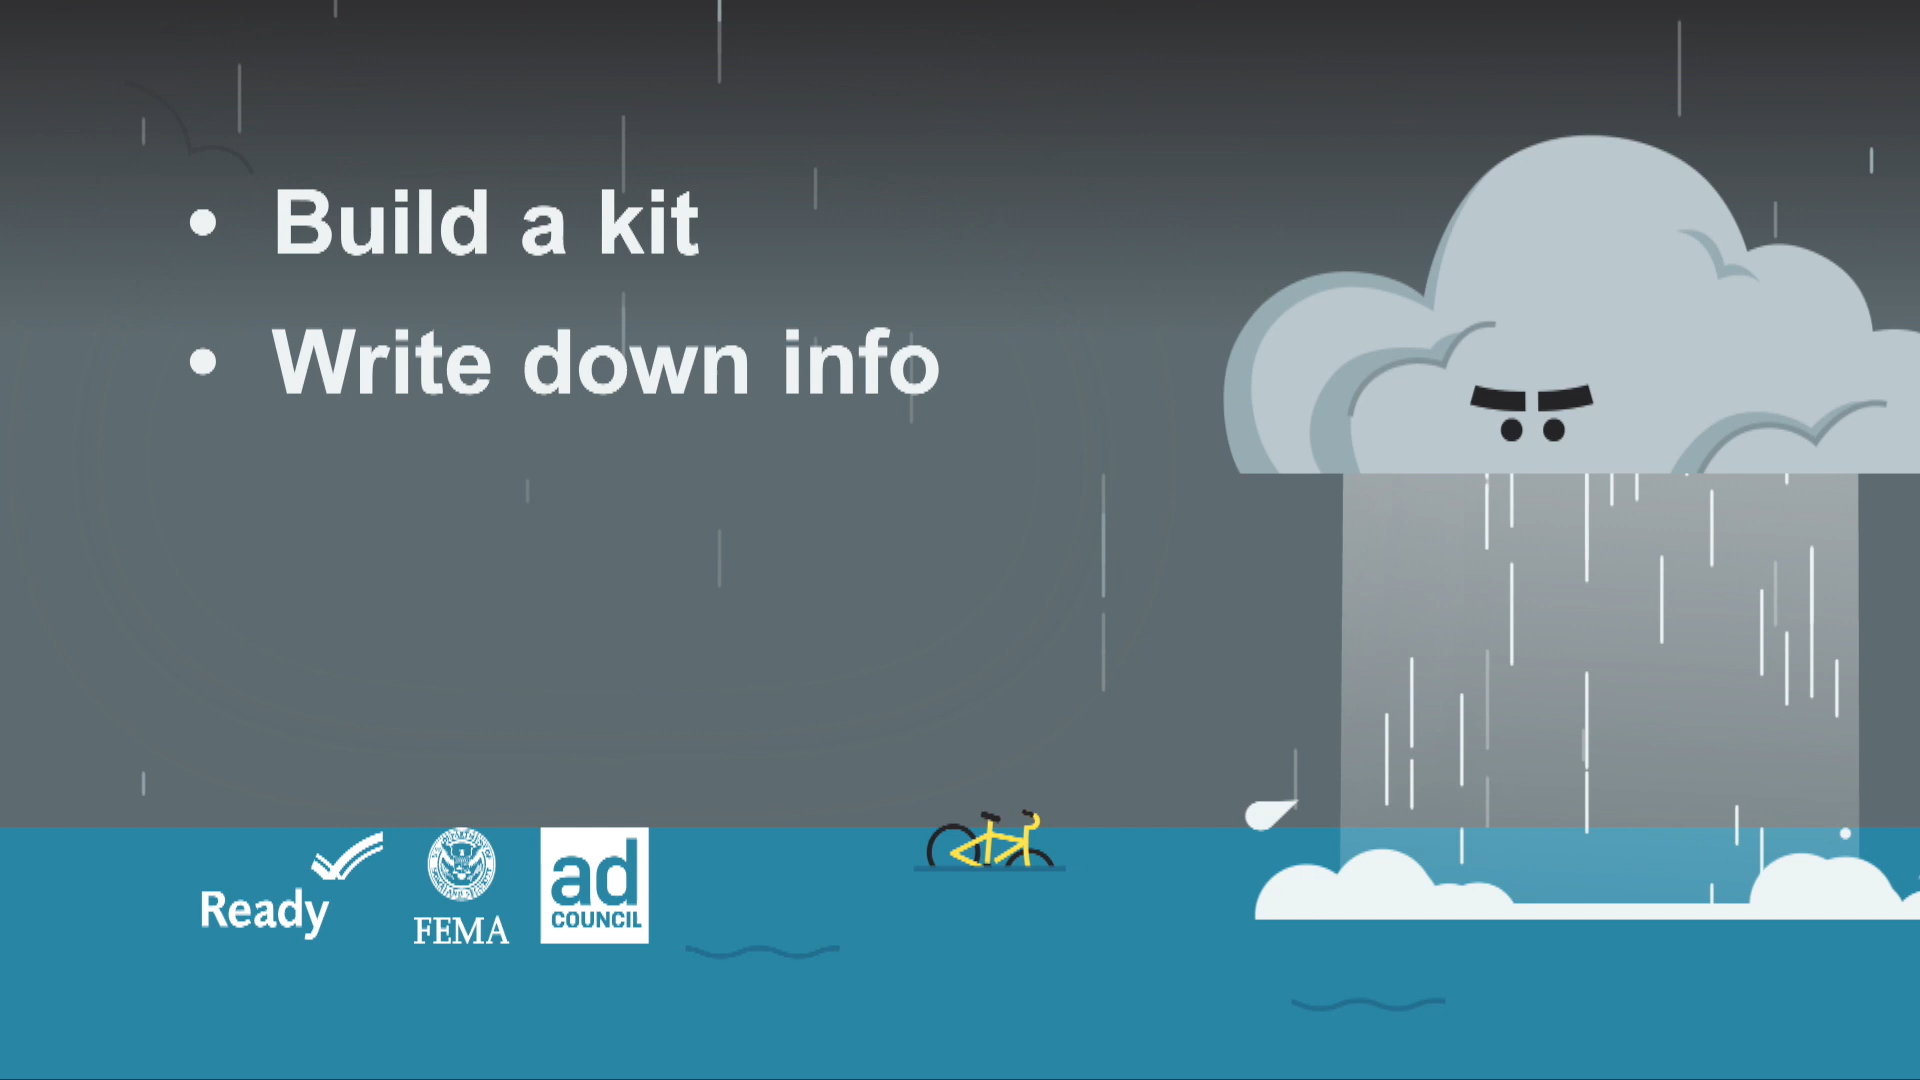 • Build a kit
• Write down info
Ready
FEMA
ad
COUNCIL